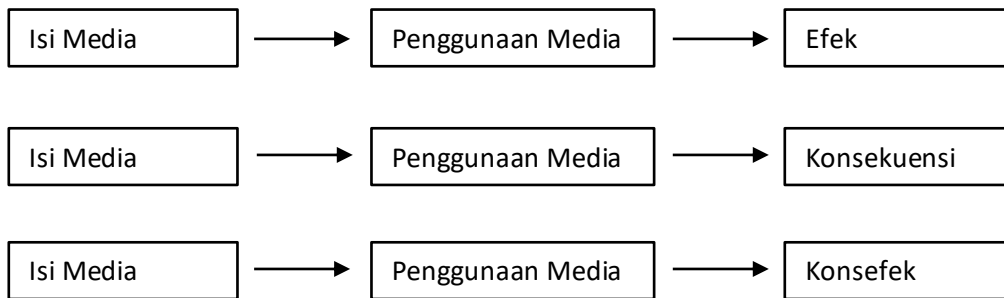 Isi Media Penggunaan Media Efek
Isi Media Penggunaan Media Konsekuensi
Isi Media Penggunaan Media Konsefek